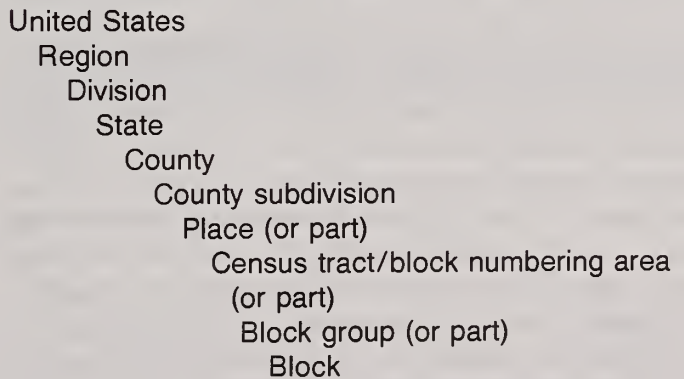 United States
Region
Division
State
County
County subdivision
Place (or part)
Census tract/block numbering area
(or part)
Block group (or part)
Block